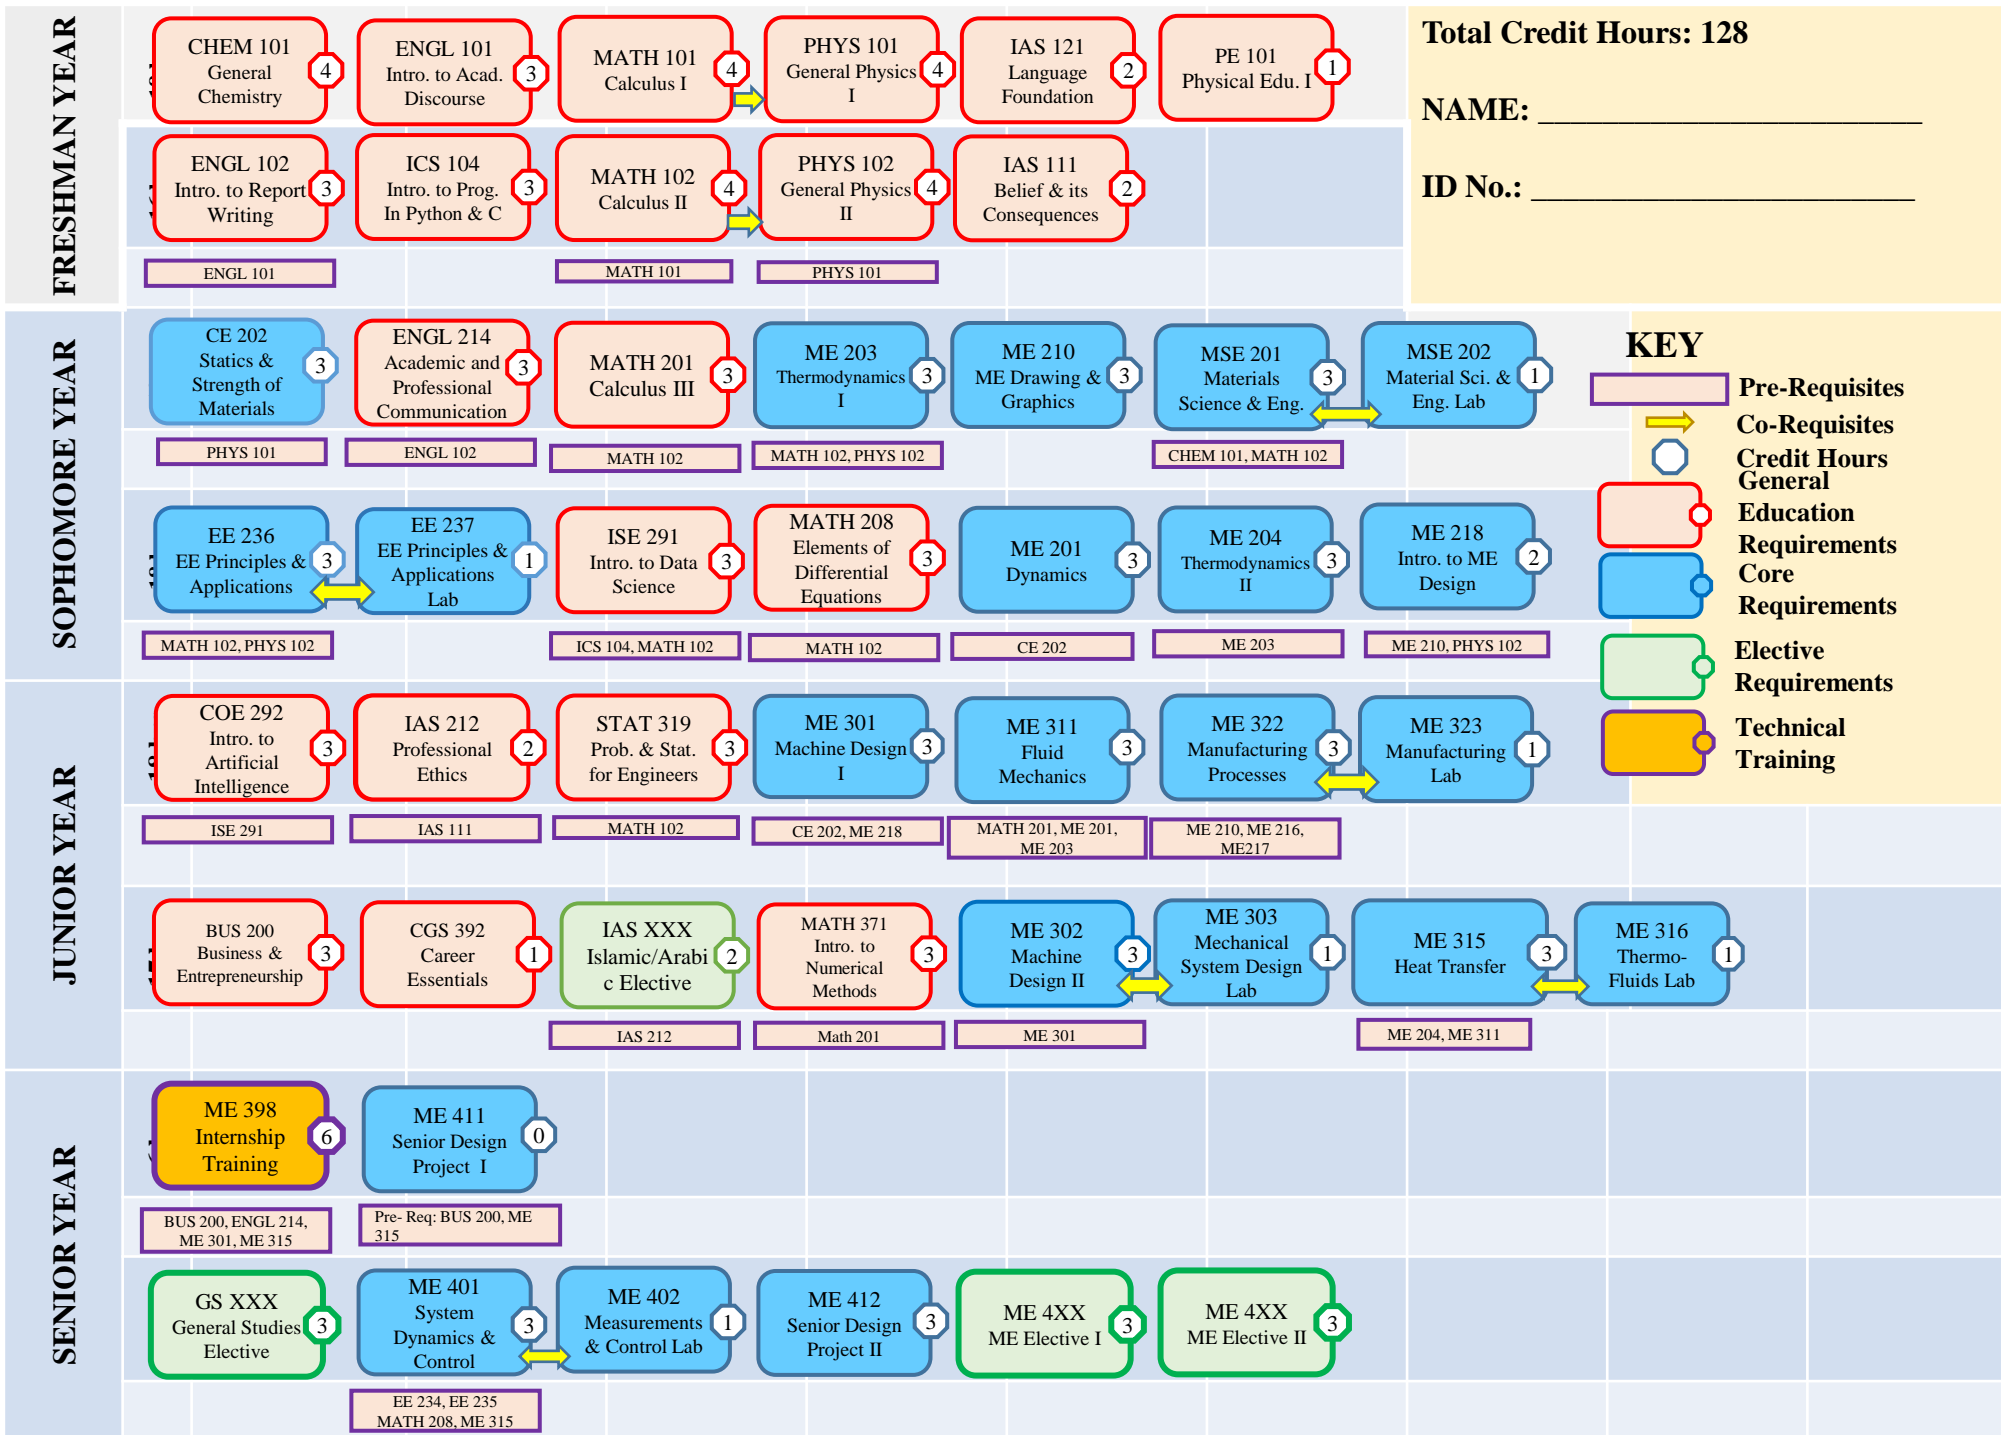 FRESHMAN YEAR
CHEM 101
General
Chemistry
4
ENGL 101
Intro. to Acad.
Discourse
3
MATH 101
Calculus I
4
PHYS 101
General Physics
I
4
IAS 121
Language
Foundation
2
PE 101
Physical Edu. I
1
Total Credit Hours: 128
NAME: ________________________
ID No.: ________________________
ENGL 102
Intro. to Report
Writing
3
ICS 104
Intro. to Prog.
In Python & C
3
MATH 102
Calculus II
4
PHYS 102
General Physics
II
4
IAS 111
Belief & its
Consequences
2
ENGL 101
MATH 101
PHYS 101
SOPHOMORE YEAR
CE 202
Statics &
Strength of
Materials
3
ENGL 214
Academic and
Professional
Communication
3
MATH 201
Calculus III
3
ME 203
Thermodynamics
I
3
ME 210
ME Drawing &
Graphics
3
MSE 201
Materials
Science & Eng.
3
MSE 202
Material Sci. &
Eng. Lab
1
PHYS 101
ENGL 102
MATH 102
MATH 102, PHYS 102
CHEM 101, MATH 102
KEY
Pre-Requisites
Co-Requisites
Credit Hours
General
Education
Requirements
Core
Requirements
Elective
Requirements
Technical
Training
EE 236
EE Principles &
Applications
3
EE 237
EE Principles &
Applications
Lab
1
ISE 291
Intro. to Data
Science
3
MATH 208
Elements of
Differential
Equations
3
ME 201
Dynamics
3
ME 204
Thermodynamics
II
3
ME 218
Intro. to ME
Design
2
MATH 102, PHYS 102
ICS 104, MATH 102
MATH 102
CE 202
ME 203
ME 210, PHYS 102
JUNIOR YEAR
COE 292
Intro. to
Artificial
Intelligence
3
IAS 212
Professional
Ethics
2
STAT 319
Prob. & Stat.
for Engineers
3
ME 301
Machine Design
I
3
ME 311
Fluid
Mechanics
3
ME 322
Manufacturing
Processes
3
ME 323
Manufacturing
Lab
1
ISE 291
IAS 111
MATH 102
CE 202, ME 218
MATH 201, ME 201,
ME 203
ME 210, ME 216,
ME217
BUS 200
Business &
Entrepreneurship
3
CGS 392
Career
Essentials
1
IAS XXX
Islamic/Arabi
c Elective
2
MATH 371
Intro. to
Numerical
Methods
3
ME 302
Machine
Design II
3
ME 303
Mechanical
System Design
Lab
1
ME 315
Heat Transfer
3
ME 316
Thermo-
Fluids Lab
1
IAS 212
Math 201
ME 301
ME 204, ME 311
SENIOR YEAR
ME 398
Internship
Training
6
ME 411
Senior Design
Project I
0
BUS 200, ENGL 214,
ME 301, ME 315
Pre- Req: BUS 200, ME
315
GS XXX
General Studies
Elective
3
ME 401
System
Dynamics &
Control
3
ME 402
Measurements
& Control Lab
1
ME 412
Senior Design
Project II
3
ME 4XX
ME Elective I
3
ME 4XX
ME Elective II
3
EE 234, EE 235
MATH 208, ME 315